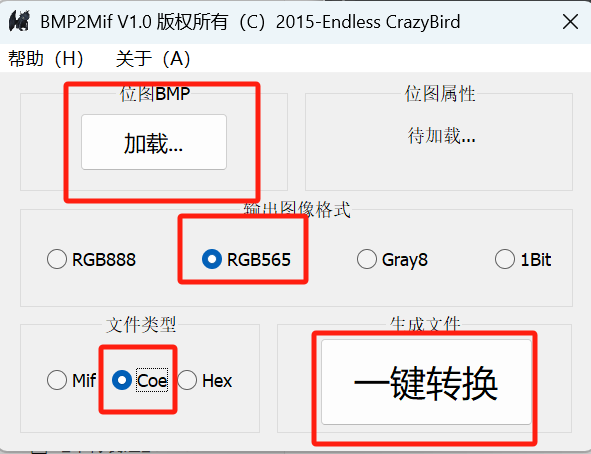 BMP2Mif V1.0 版权所有（C）2015-Endless CrazyBird
帮助（H） 关于（A）
位图BMP
加载...
位图属性
待加载...
输出图像格式
RGB888 RGB565 Gray8 1Bit
文件类型
Mif Coe Hex
生成文件
一键转换